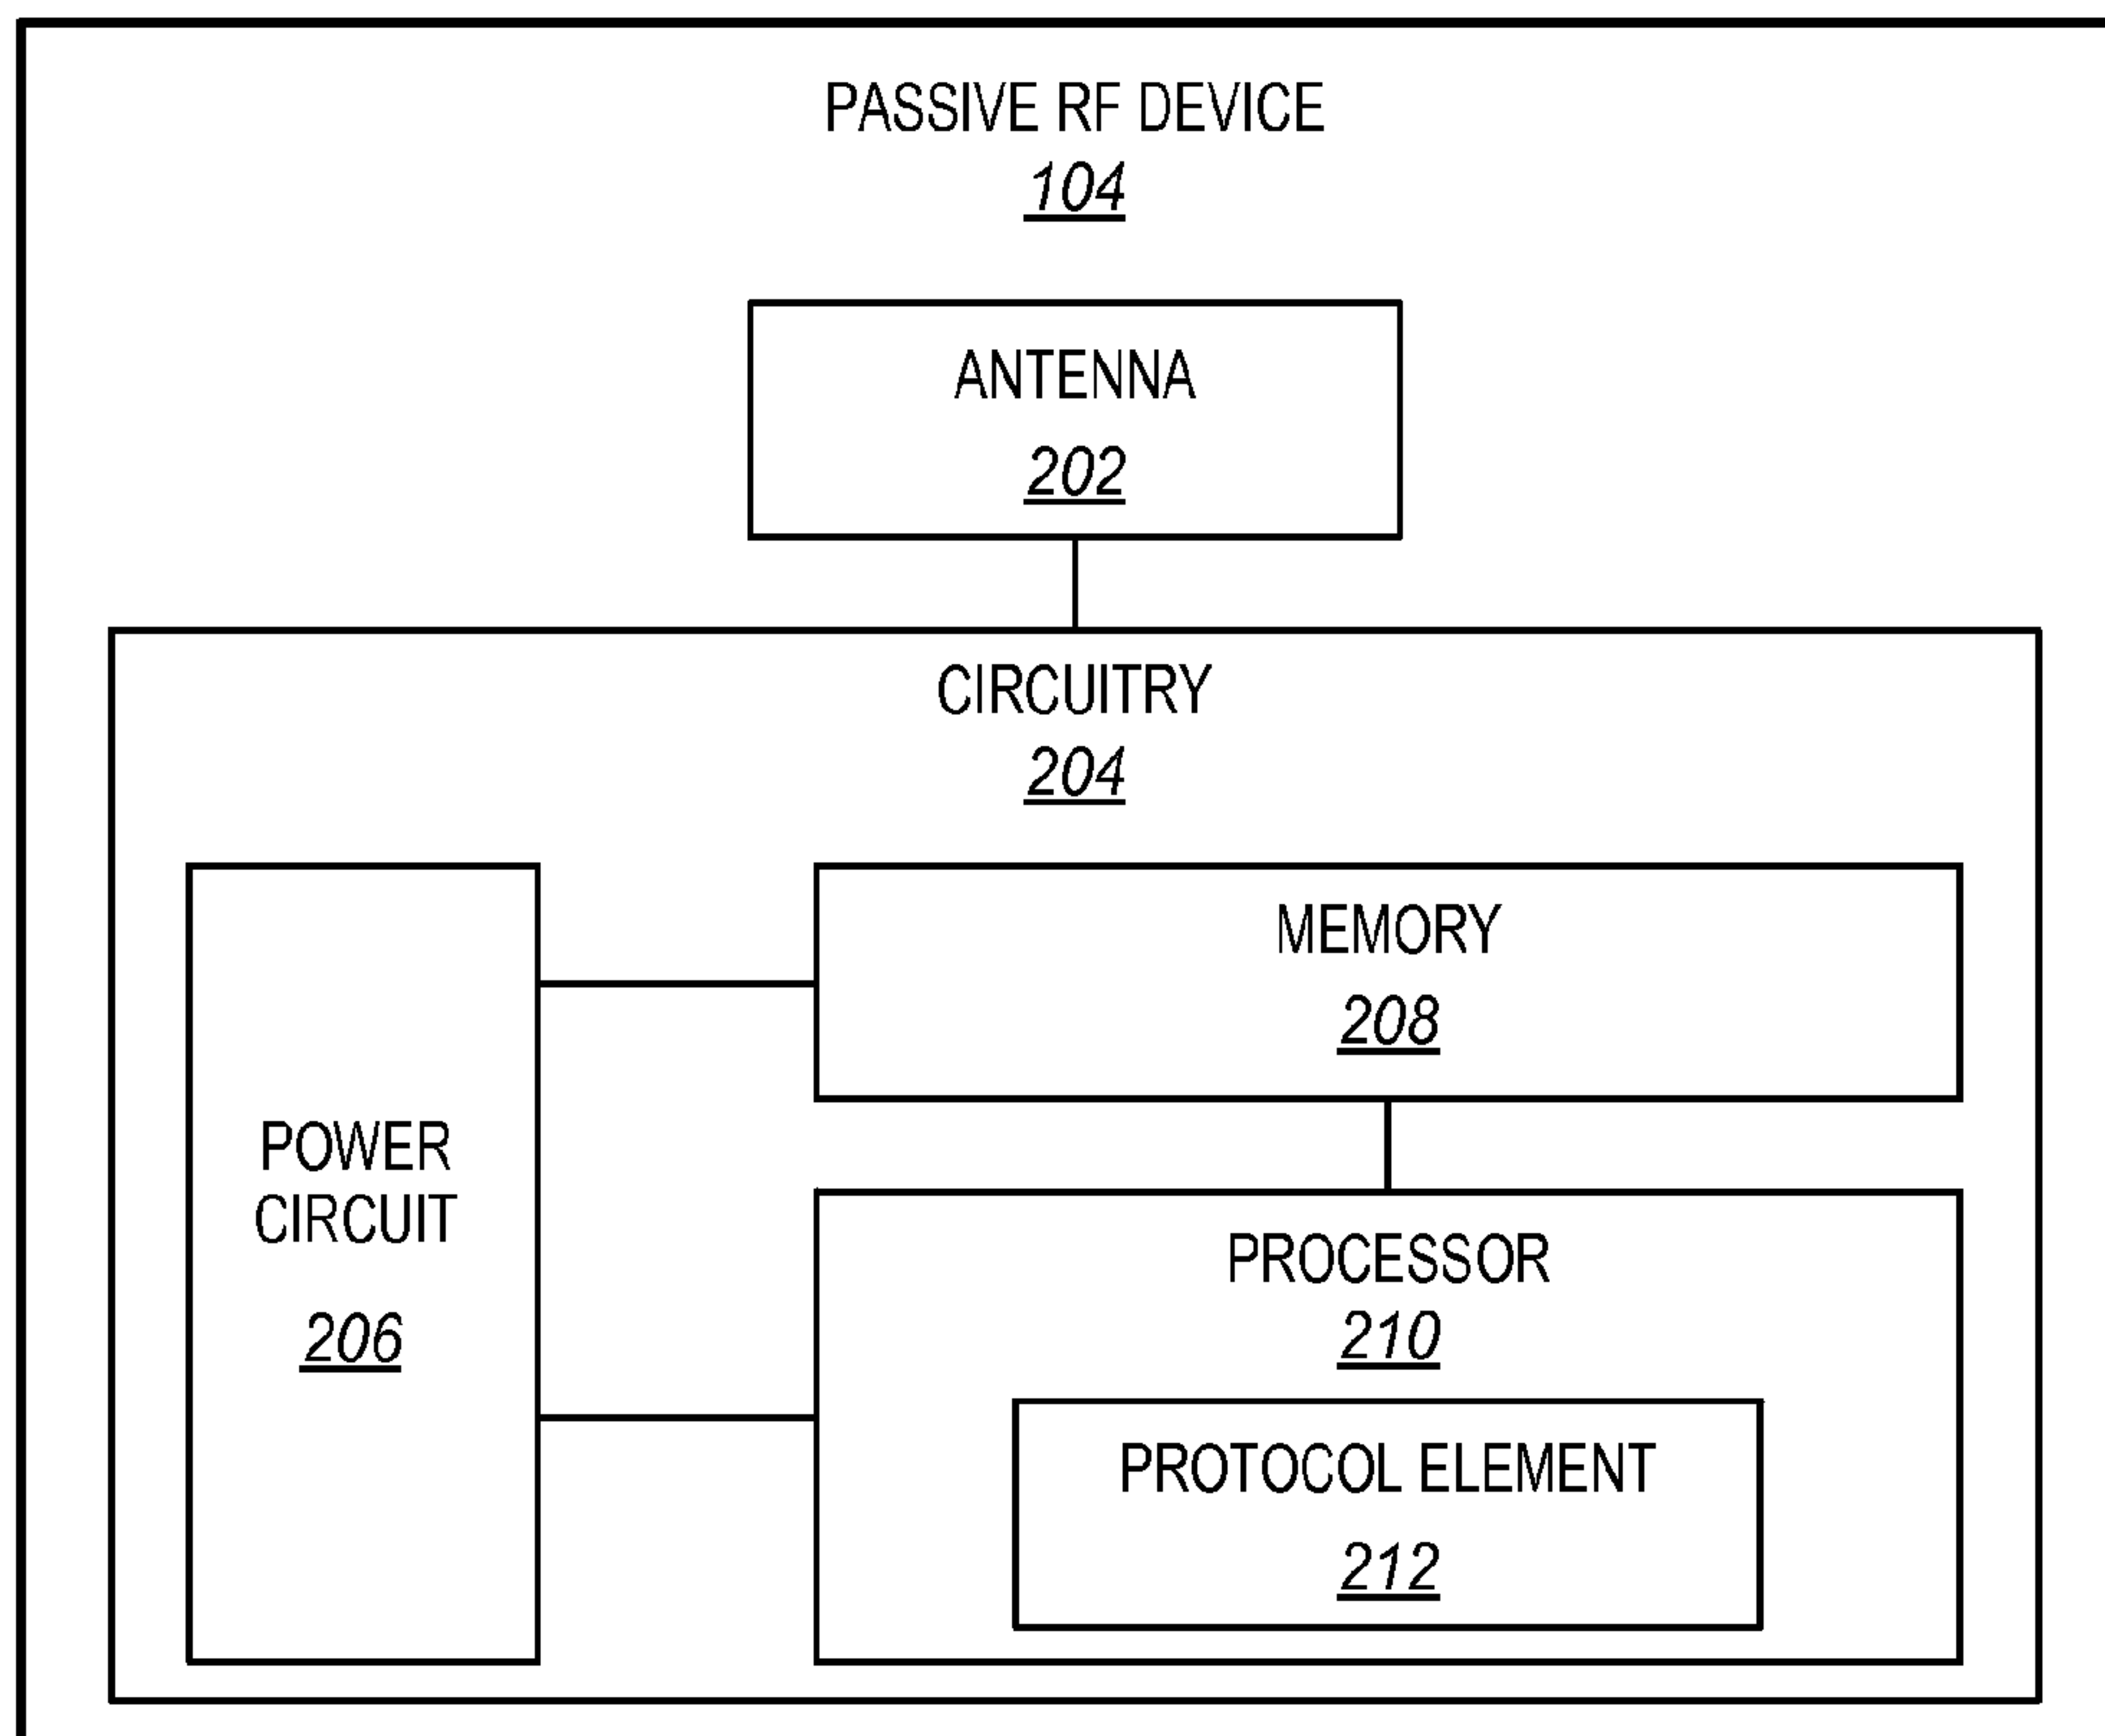 PASSIVE RF DEVICE
104
ANTENNA
202
CIRCUITRY
204
MEMORY
208
POWER
CIRCUIT
206
PROCESSOR
210
PROTOCOL ELEMENT
212